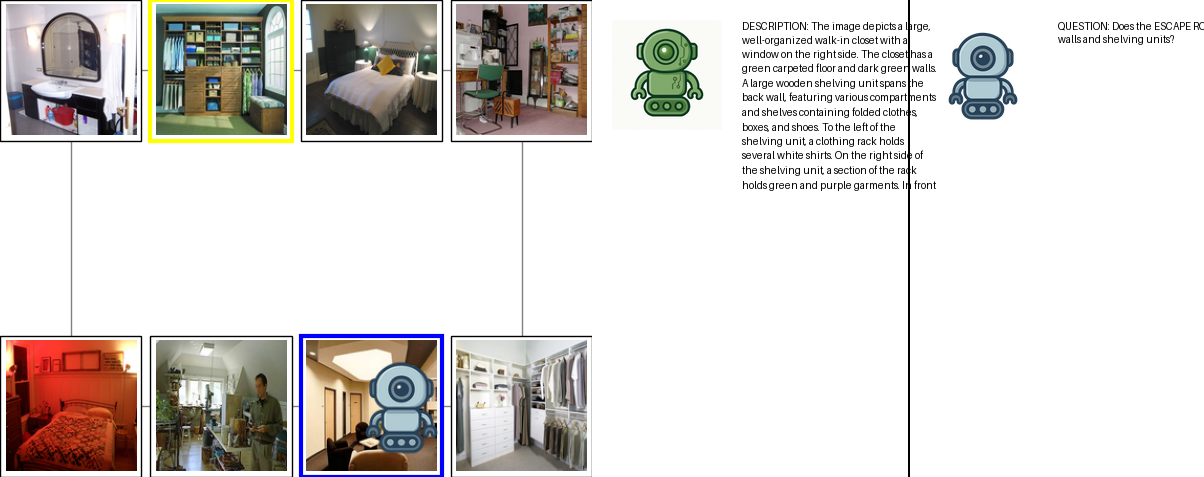 DESCRIPTION: The image depicts a large,
well-organized walk-in closet with a
window on the right side. The closet has a
green carpeted floor and dark green walls.
A large wooden shelving unit spans the
back wall, featuring various compartments
and shelves containing folded clothes,
boxes, and shoes. To the left of the
shelving unit, a clothing rack holds
several white shirts. On the right side of
the shelving unit, a section of the rack
holds green and purple garments. In front
QUESTION: Does the ESCAPE RO
walls and shelving units?